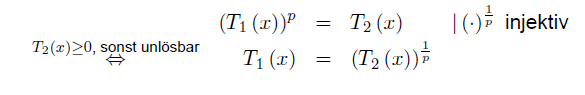 (T₁ (x))ᵖ = T₂ (x) | (·)^{1/p} injektiv
T₂(x)≥0, sonst unlösbar
⇔ T₁ (x) = (T₂ (x))^{1/p}